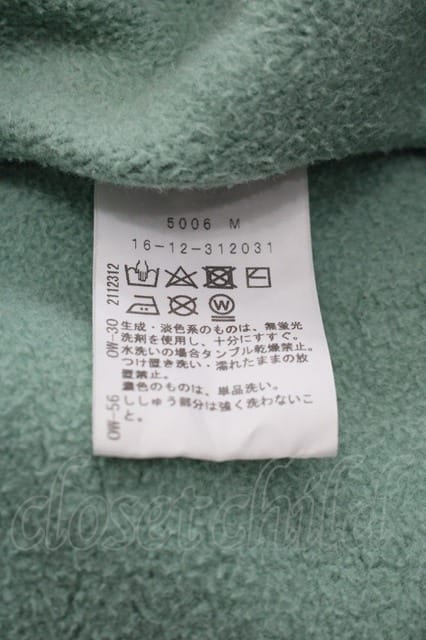 5006 M
16-12-312031
W
生成・淡色系のものは、無蛍光
洗剤を使用し、十分にすすぐ。
水洗いの場合タンブル乾燥禁止。
つけ置き洗い・濡れたままの放
置禁止。
濃色のものは、単品洗い。
ししゅう部分は強く洗わないこ
と。
OW-56 OW-30 2112312
closet child